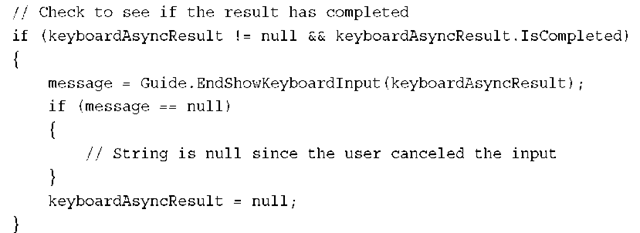 // Check to see if the result has completed
if (keyboardAsyncResult != null && keyboardAsyncResult.IsCompleted)
{
    message = Guide.EndShowKeyboardInput(keyboardAsyncResult);
    if (message == null)
    {
        // String is null since the user canceled the input
    }
    keyboardAsyncResult = null;
}